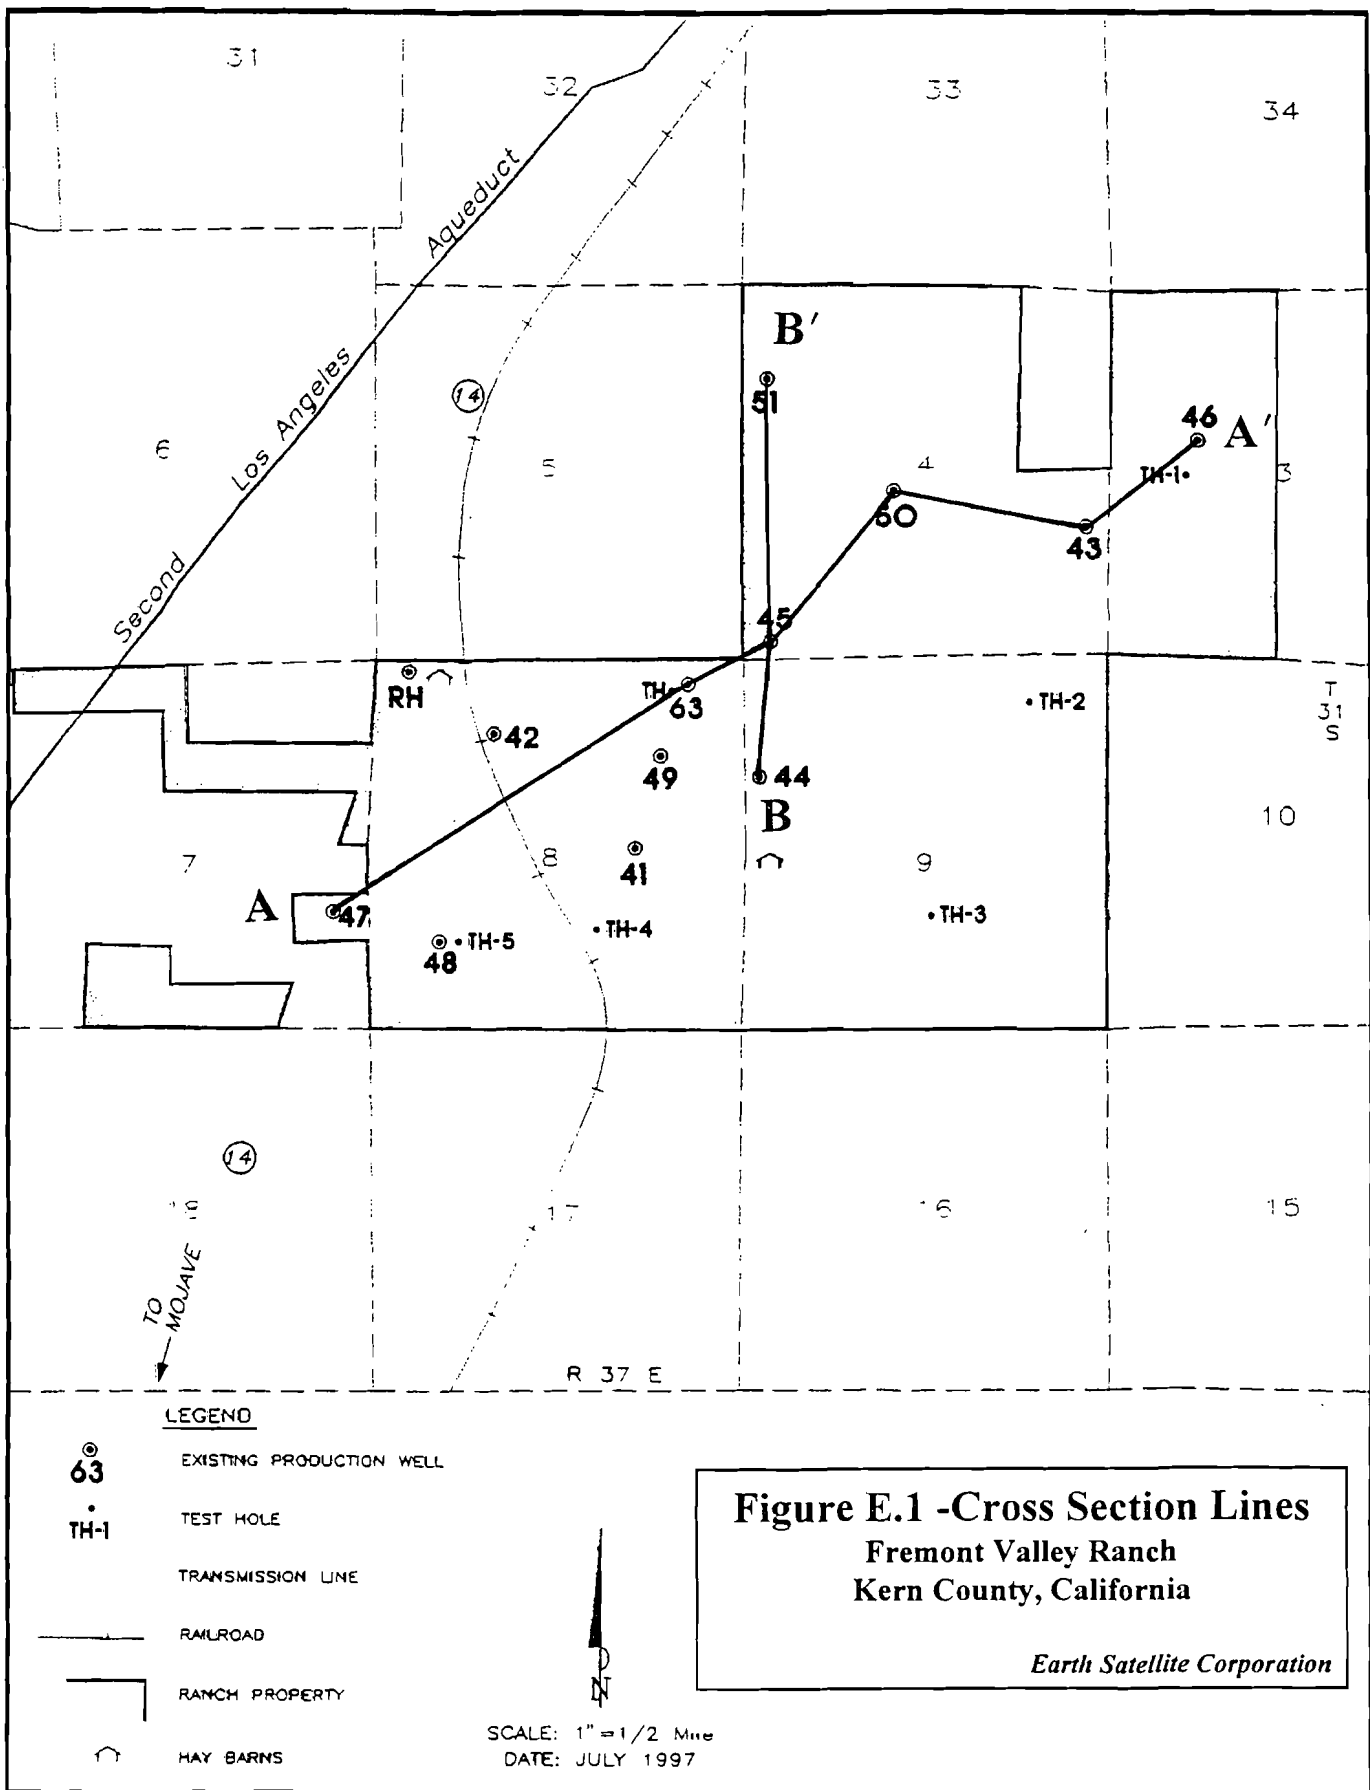 31
32
33
34
Second Los Angeles Aqueduct
B'
51
14
46
A'
6
5
4
TH-1
3
50
43
45
RH
TH-
63
TH-2
T
31
S
42
49
44
B
10
7
8
41
9
A
47
TH-3
TH-4
48
TH-5
14
17
16
15
TO
MOJAVE
R 37 E
LEGEND
63
EXISTING PRODUCTION WELL
TH-1
TEST HOLE
TRANSMISSION LINE
RAILROAD
RANCH PROPERTY
HAY BARNS
N
SCALE: 1"=1/2 Mile
DATE: JULY 1997
Figure E.1 -Cross Section Lines
Fremont Valley Ranch
Kern County, California
Earth Satellite Corporation